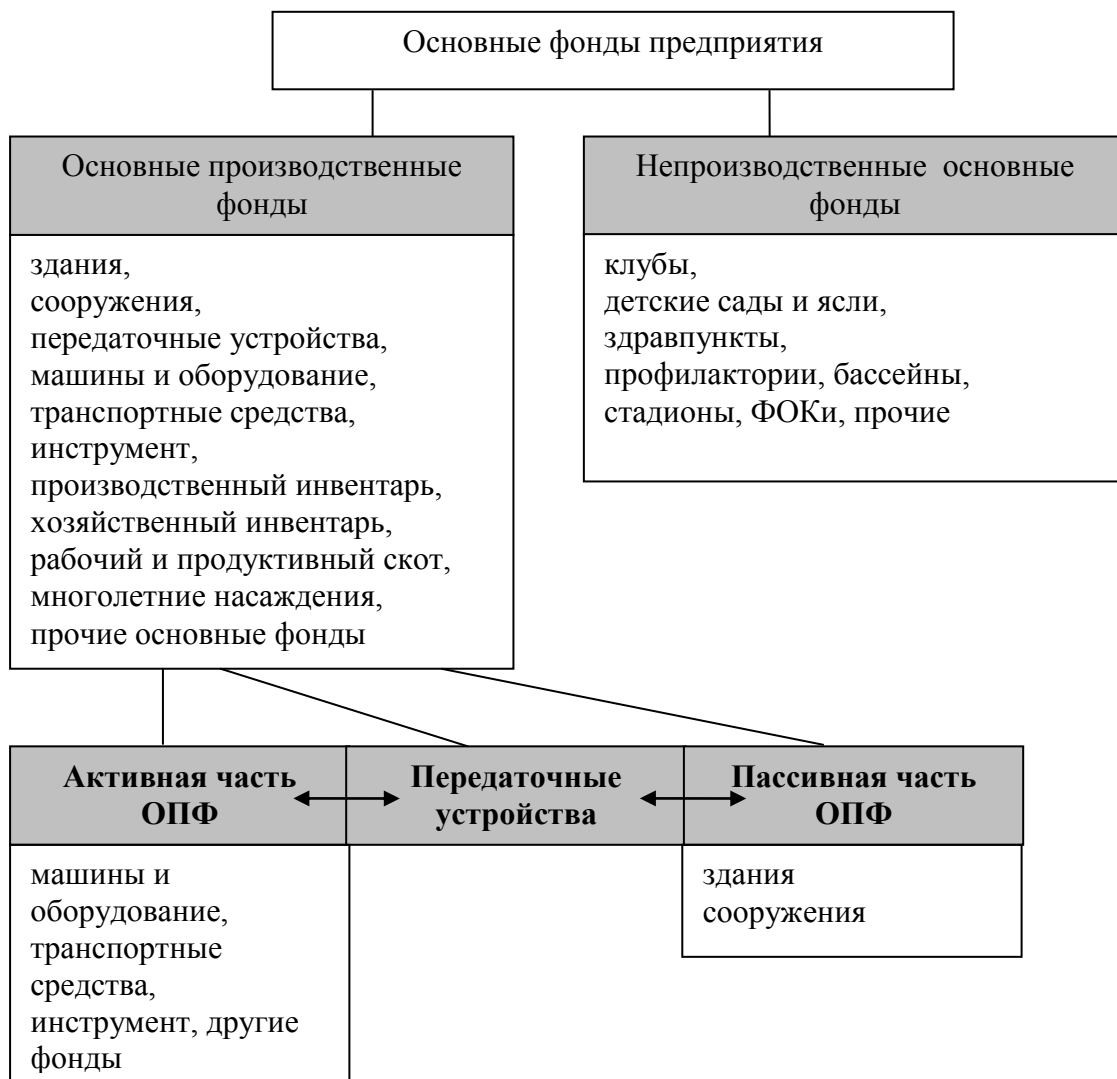 Основные фонды предприятия
Основные производственные
фонды
здания,
сооружения,
передаточные устройства,
машины и оборудование,
транспортные средства,
инструмент,
производственный инвентарь,
хозяйственный инвентарь,
рабочий и продуктивный скот,
многолетние насаждения,
прочие основные фонды
Непроизводственные основные
фонды
клубы,
детские сады и ясли,
здравпункты,
профилактории, бассейны,
стадионы, ФОКи, прочие
Активная часть
ОПФ
машины и
оборудование,
транспортные
средства,
инструмент, другие
фонды
Передаточные
устройства
Пассивная часть
ОПФ
здания
сооружения